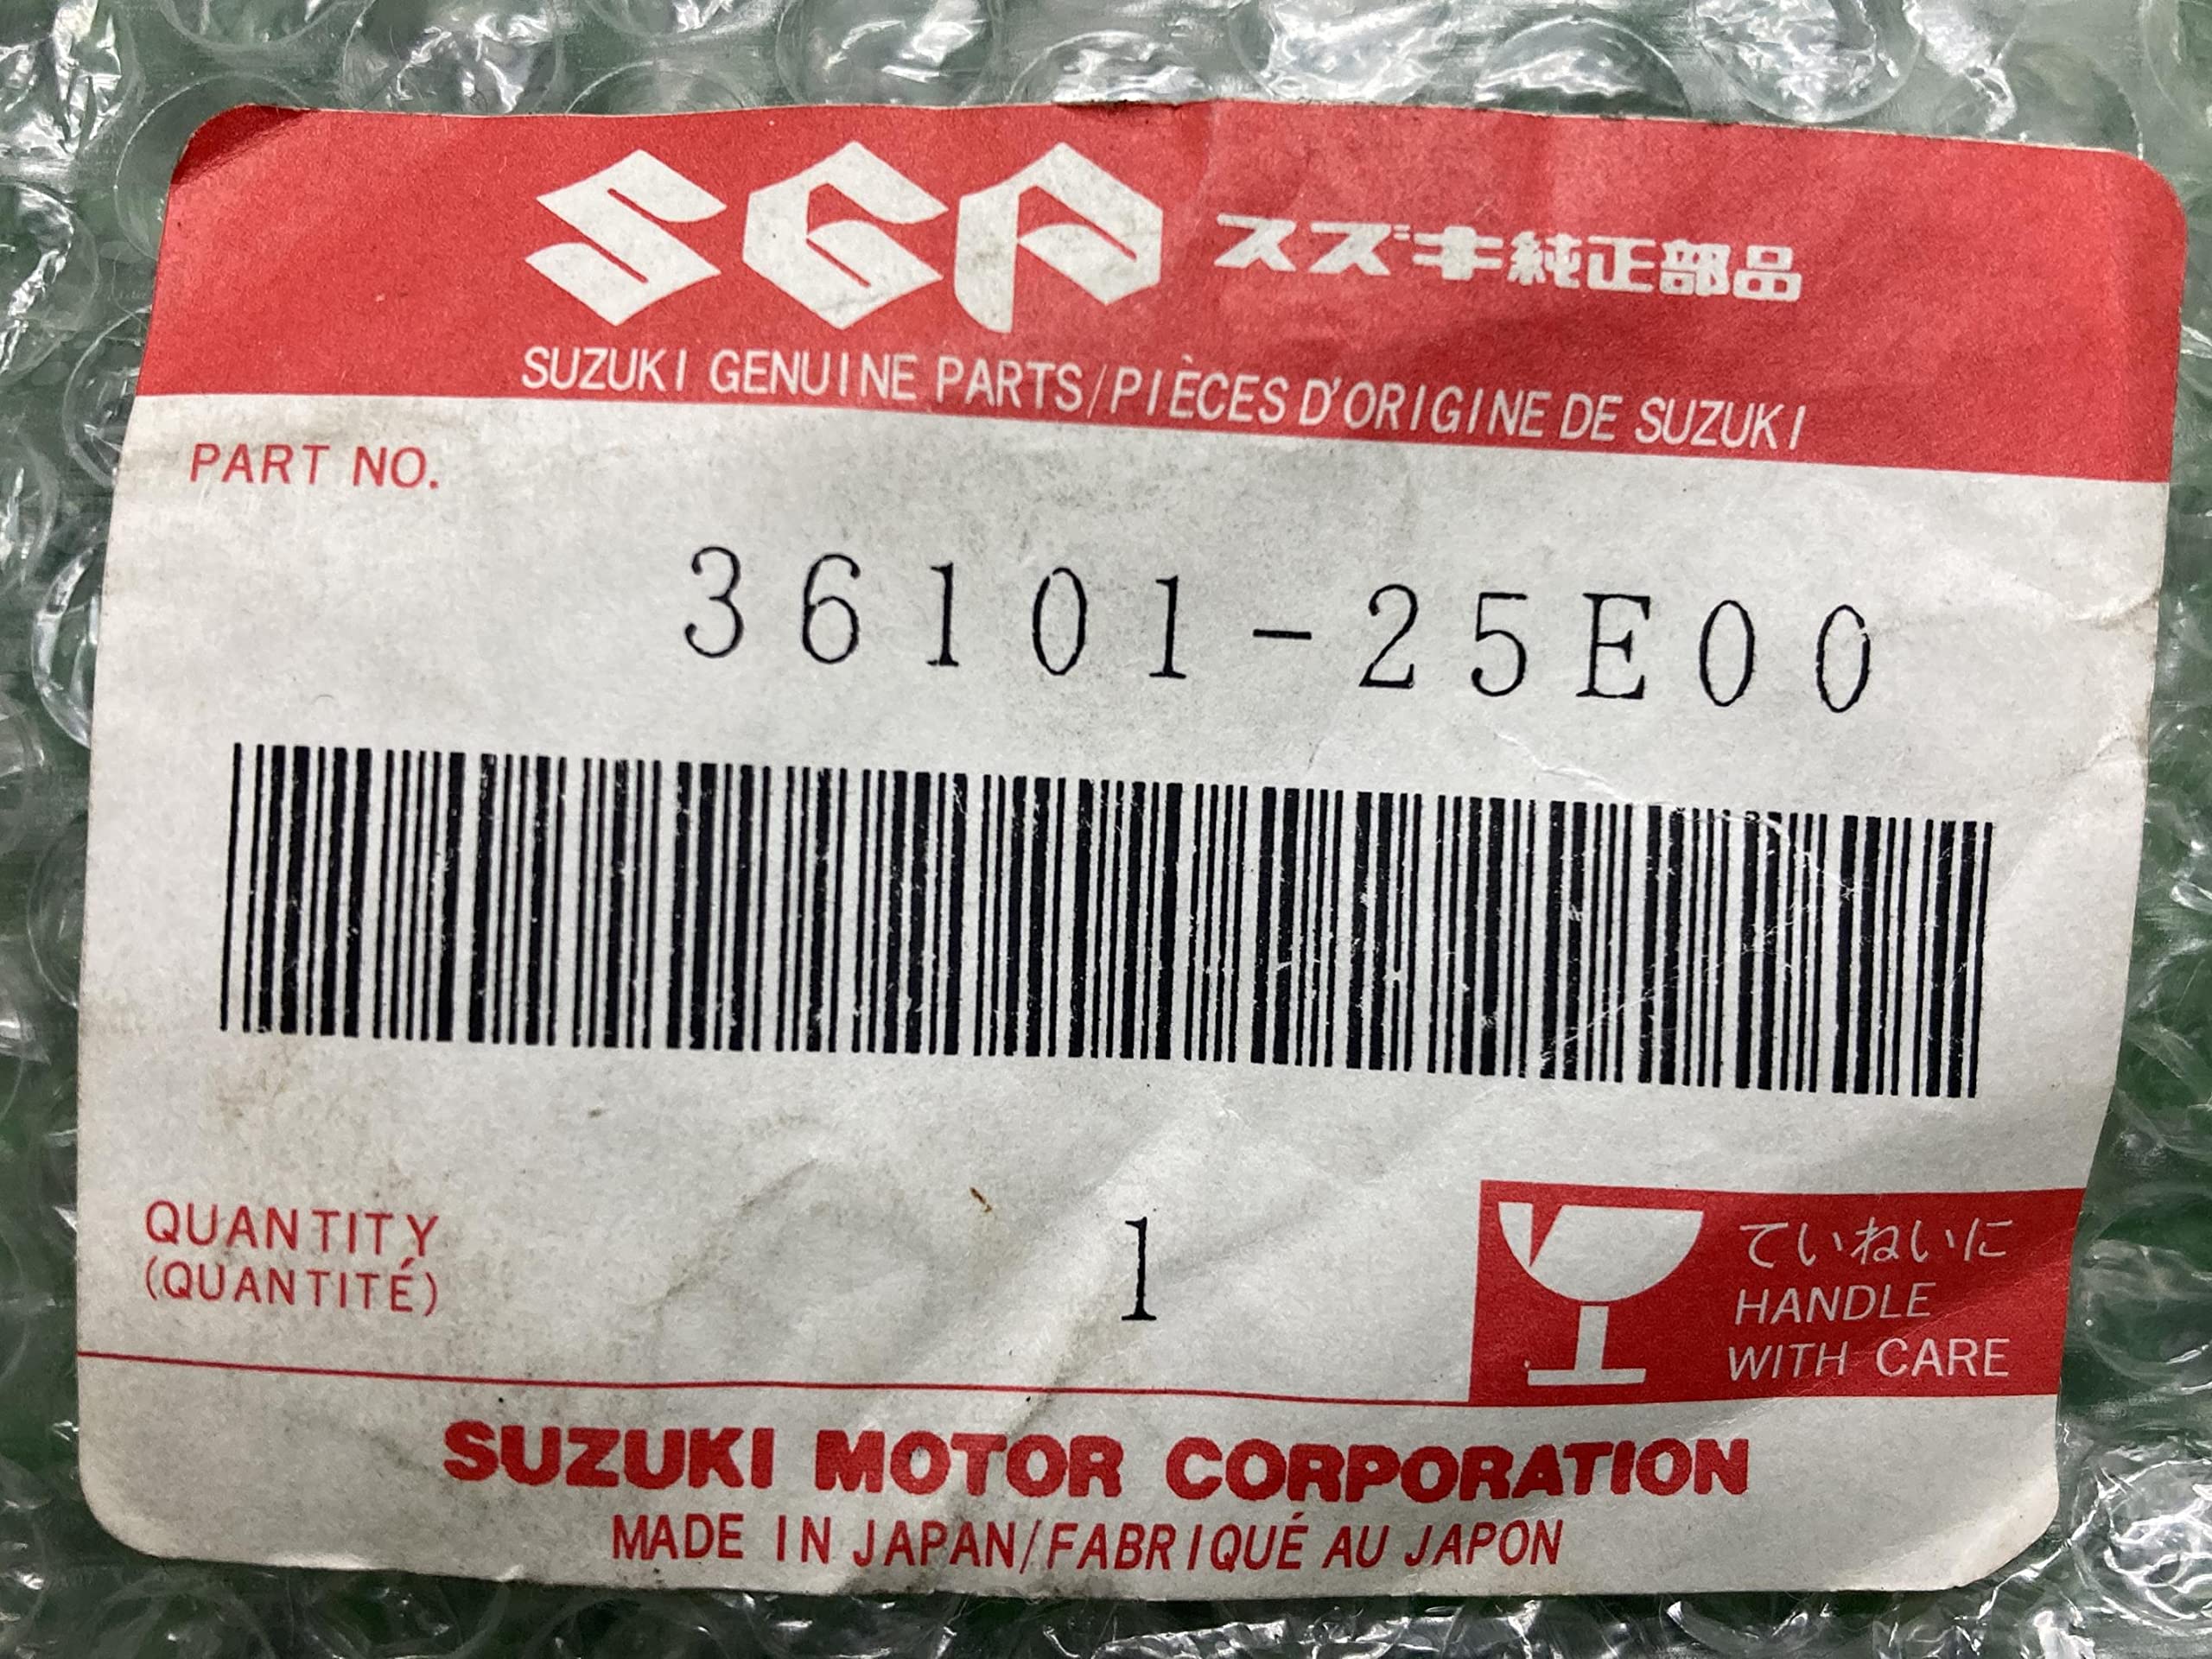 SGP スズキ純正部品
SUZUKI GENUINE PARTS/PIÈCES D'ORIGINE DE SUZUKI
PART NO.
36101-25E00
QUANTITY
(QUANTITÉ)
1
ていねいに
HANDLE
WITH CARE
SUZUKI MOTOR CORPORATION
MADE IN JAPAN/FABRIQUÉ AU JAPON